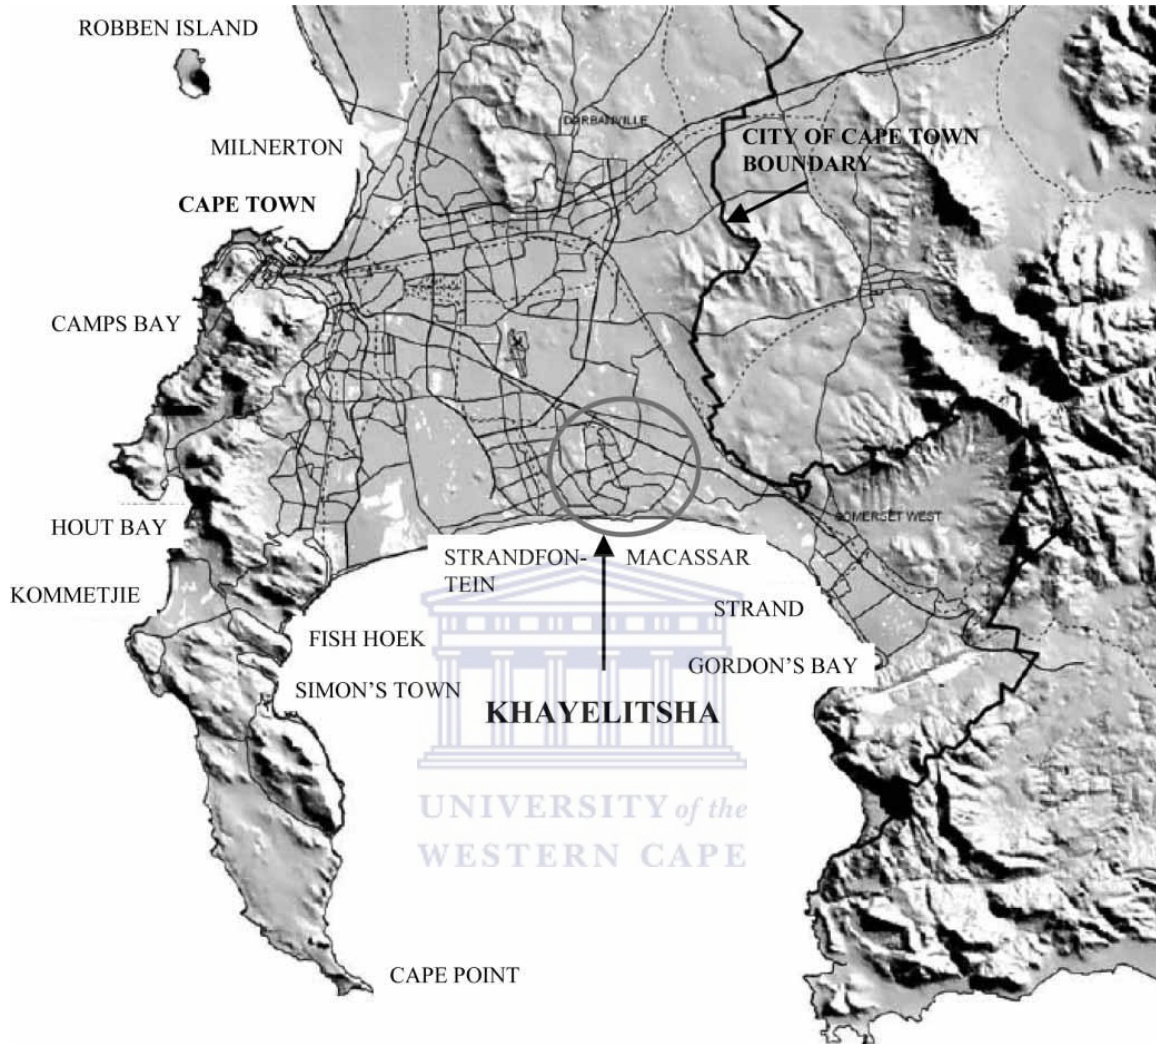 ROBBEN ISLAND
DURBANVILLE
MILNERTON
CITY OF CAPE TOWN
BOUNDARY
CAPE TOWN
CAMPS BAY
SOMERSET WEST
HOUT BAY
STRANDFON-
TEIN
MACASSAR
KOMMETJIE
STRAND
FISH HOEK
GORDON'S BAY
SIMON'S TOWN
KHAYELITSHA
UNIVERSITY of the
WESTERN CAPE
CAPE POINT